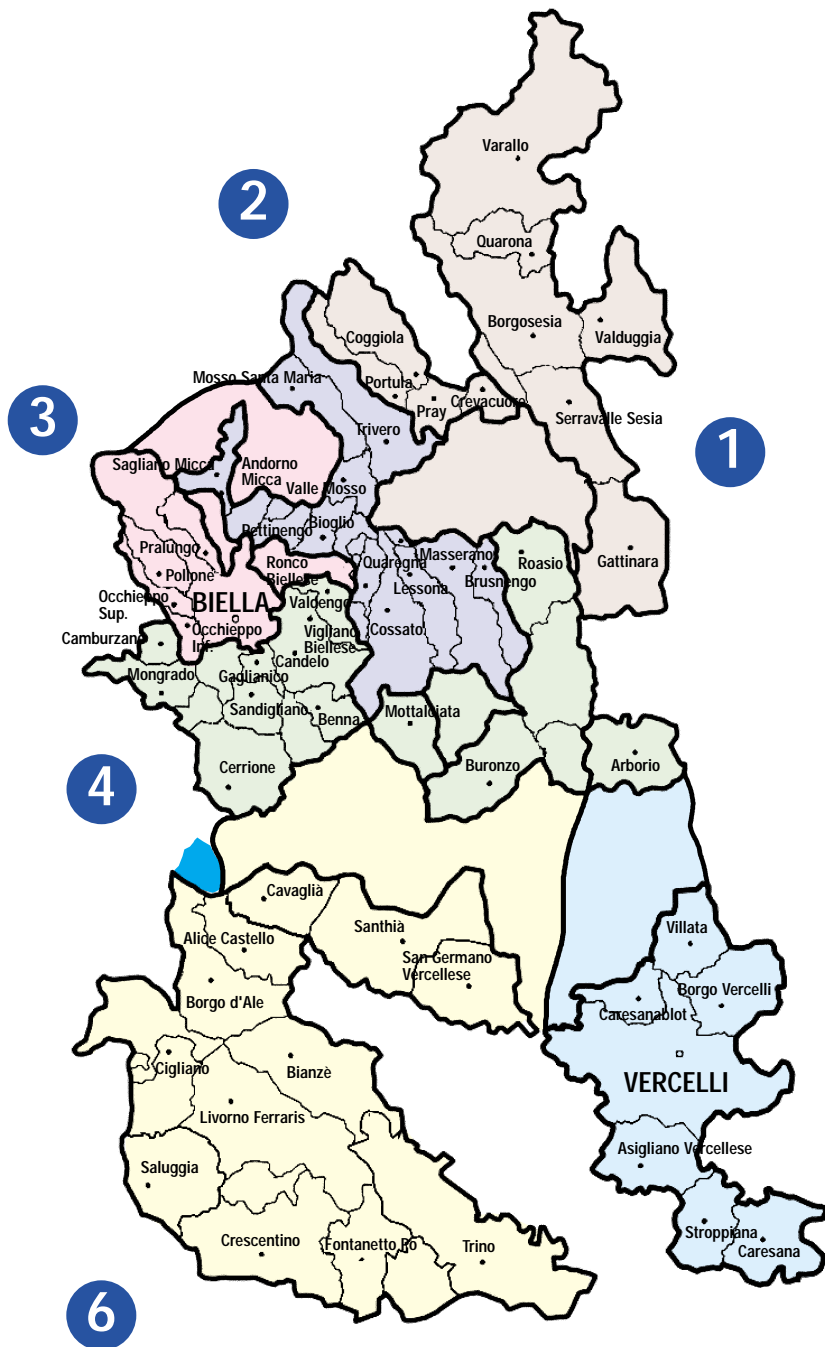 Varallo
2
Quarona
Borgosesia
Valduggia
Coggiola
Mosso Santa Maria
Portula
Pray
Crevacuore
3
Serravalle Sesia
Trivero
1
Sagliano Micca
Andorno
Micca
Valle Mosso
Pettinengo
Bioglio
Pralungo
Ronco
Biellese
Quaregna
Masserano
Roasio
Gattinara
Pollone
Valdengo
Lessona
Brusnengo
Occhieppo
Sup.
BIELLA
Vigliano
Biellese
Cossato
Camburzano
Occhieppo
Inf.
Candelo
Mongrado
Gaglianico
Sandigliano
Benna
Mottalciata
Cerrione
Buronzo
Arborio
4
Cavaglià
Santhià
Villata
Alice Castello
San Germano
Vercellese
Borgo d'Ale
Borgo Vercelli
Caresanablot
Cigliano
Bianzè
VERCELLI
Livorno Ferraris
Asigliano Vercellese
Saluggia
Stroppiana
Crescentino
Fontanetto Po
Trino
Caresana
6